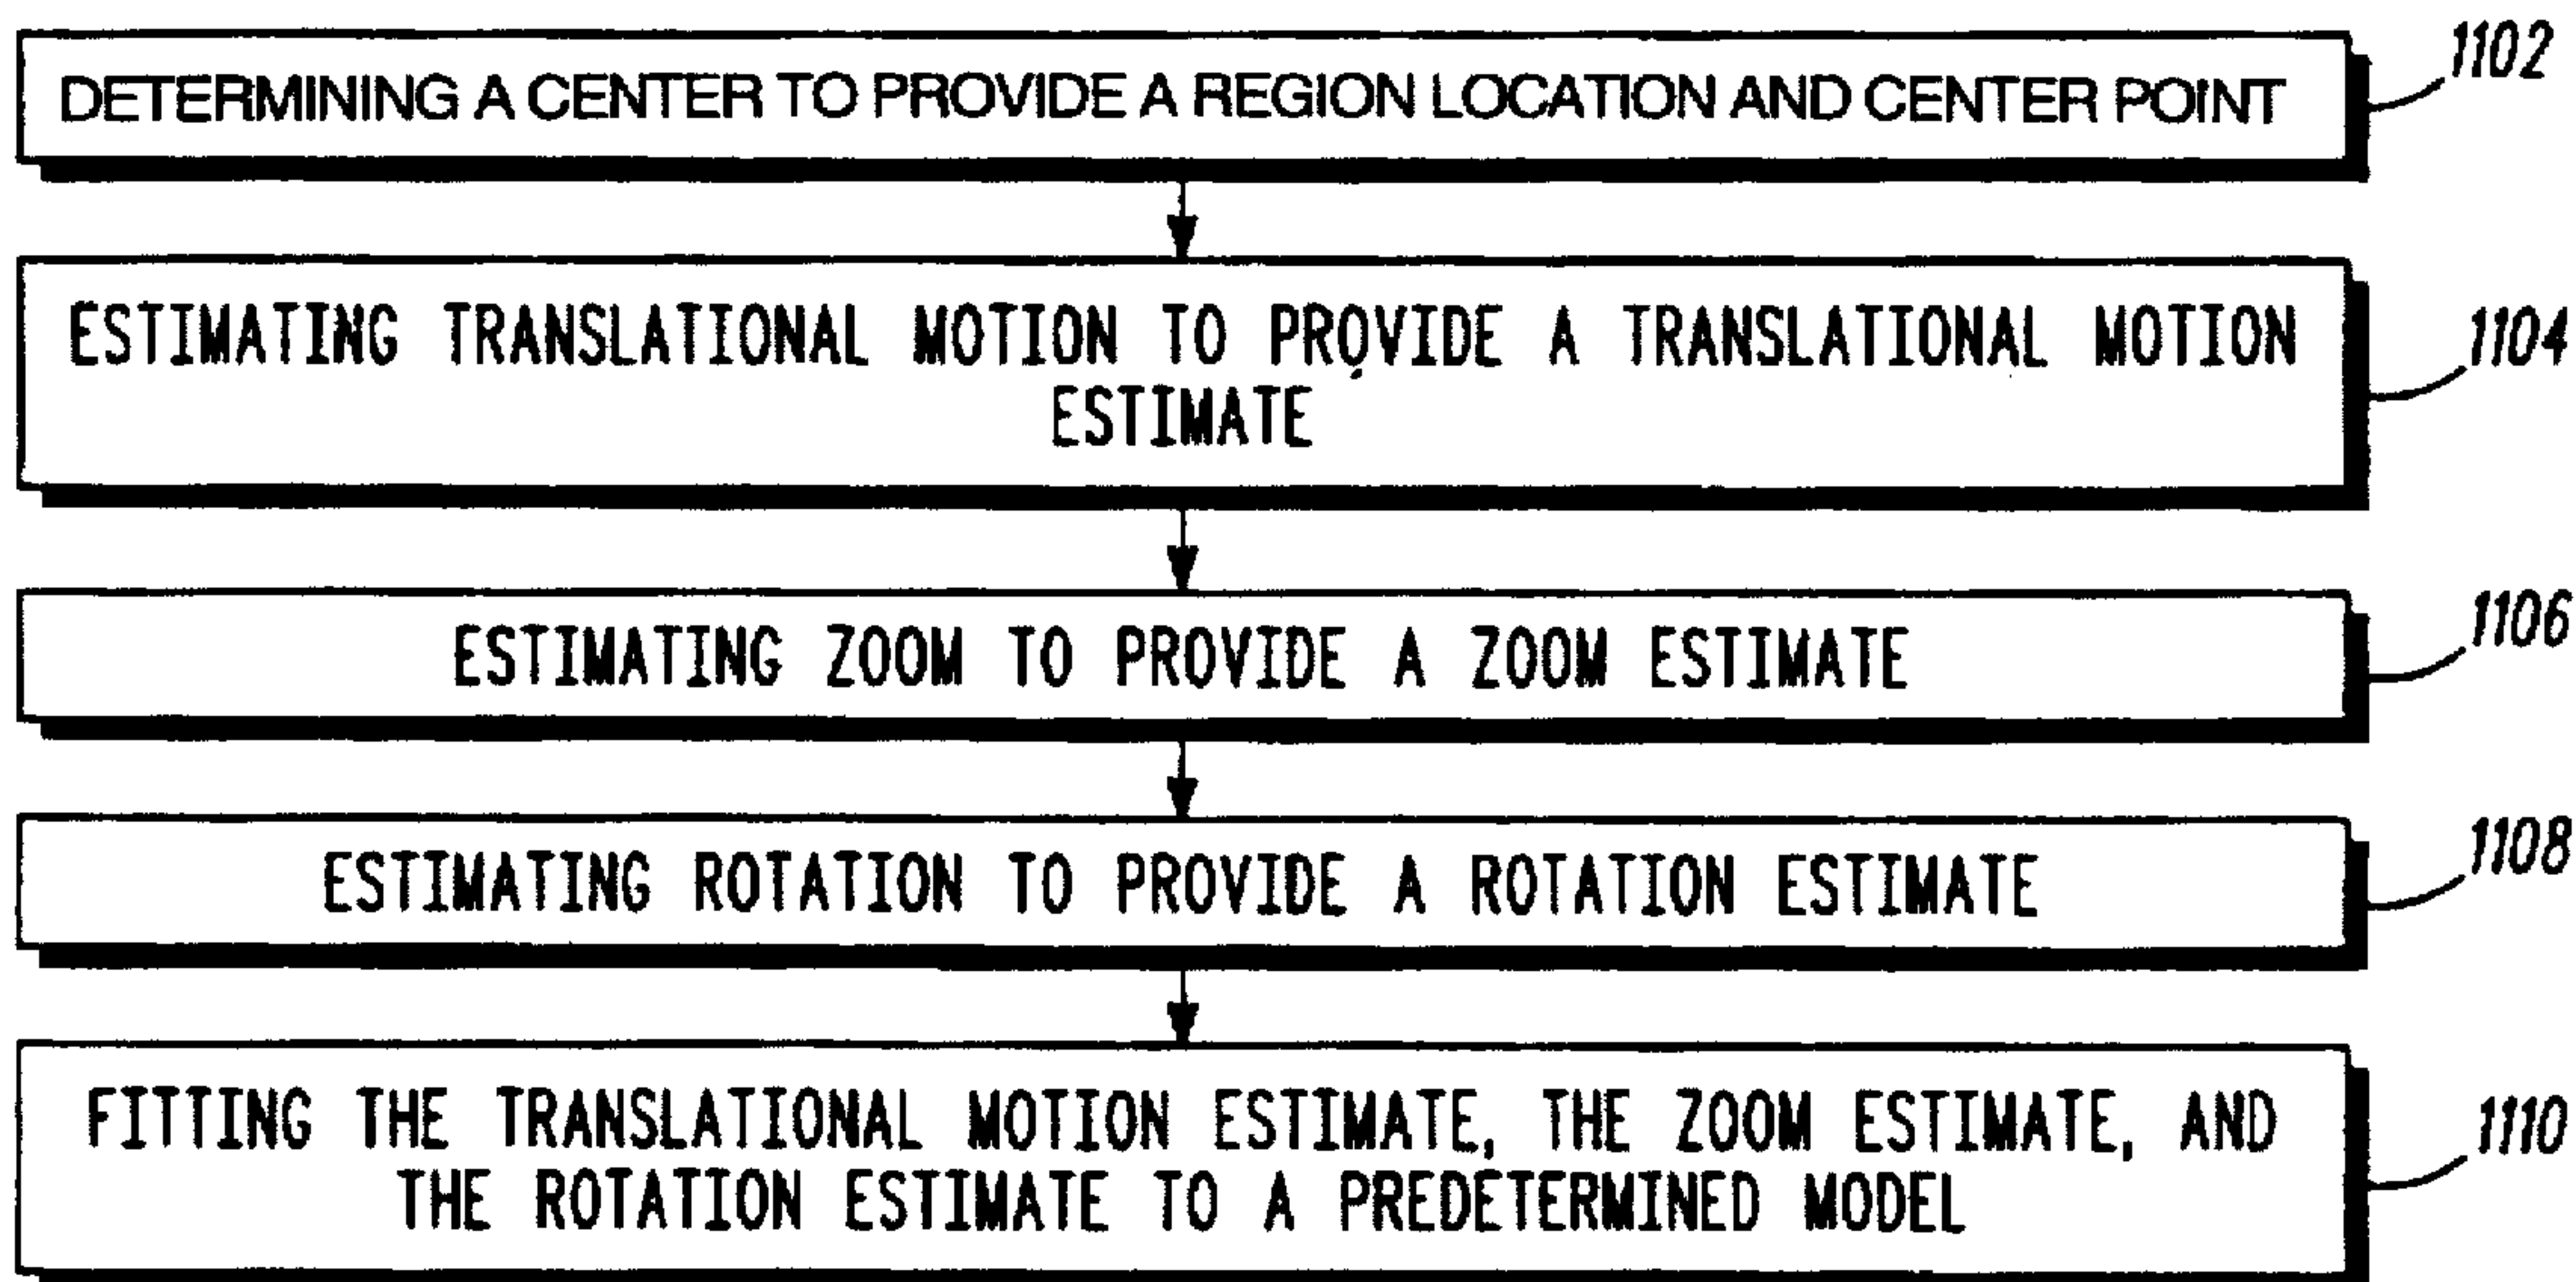 DETERMINING A CENTER TO PROVIDE A REGION LOCATION AND CENTER POINT
1102
ESTIMATING TRANSLATIONAL MOTION TO PROVIDE A TRANSLATIONAL MOTION
ESTIMATE
1104
ESTIMATING ZOOM TO PROVIDE A ZOOM ESTIMATE
1106
ESTIMATING ROTATION TO PROVIDE A ROTATION ESTIMATE
1108
FITTING THE TRANSLATIONAL MOTION ESTIMATE, THE ZOOM ESTIMATE, AND
THE ROTATION ESTIMATE TO A PREDETERMINED MODEL
1110